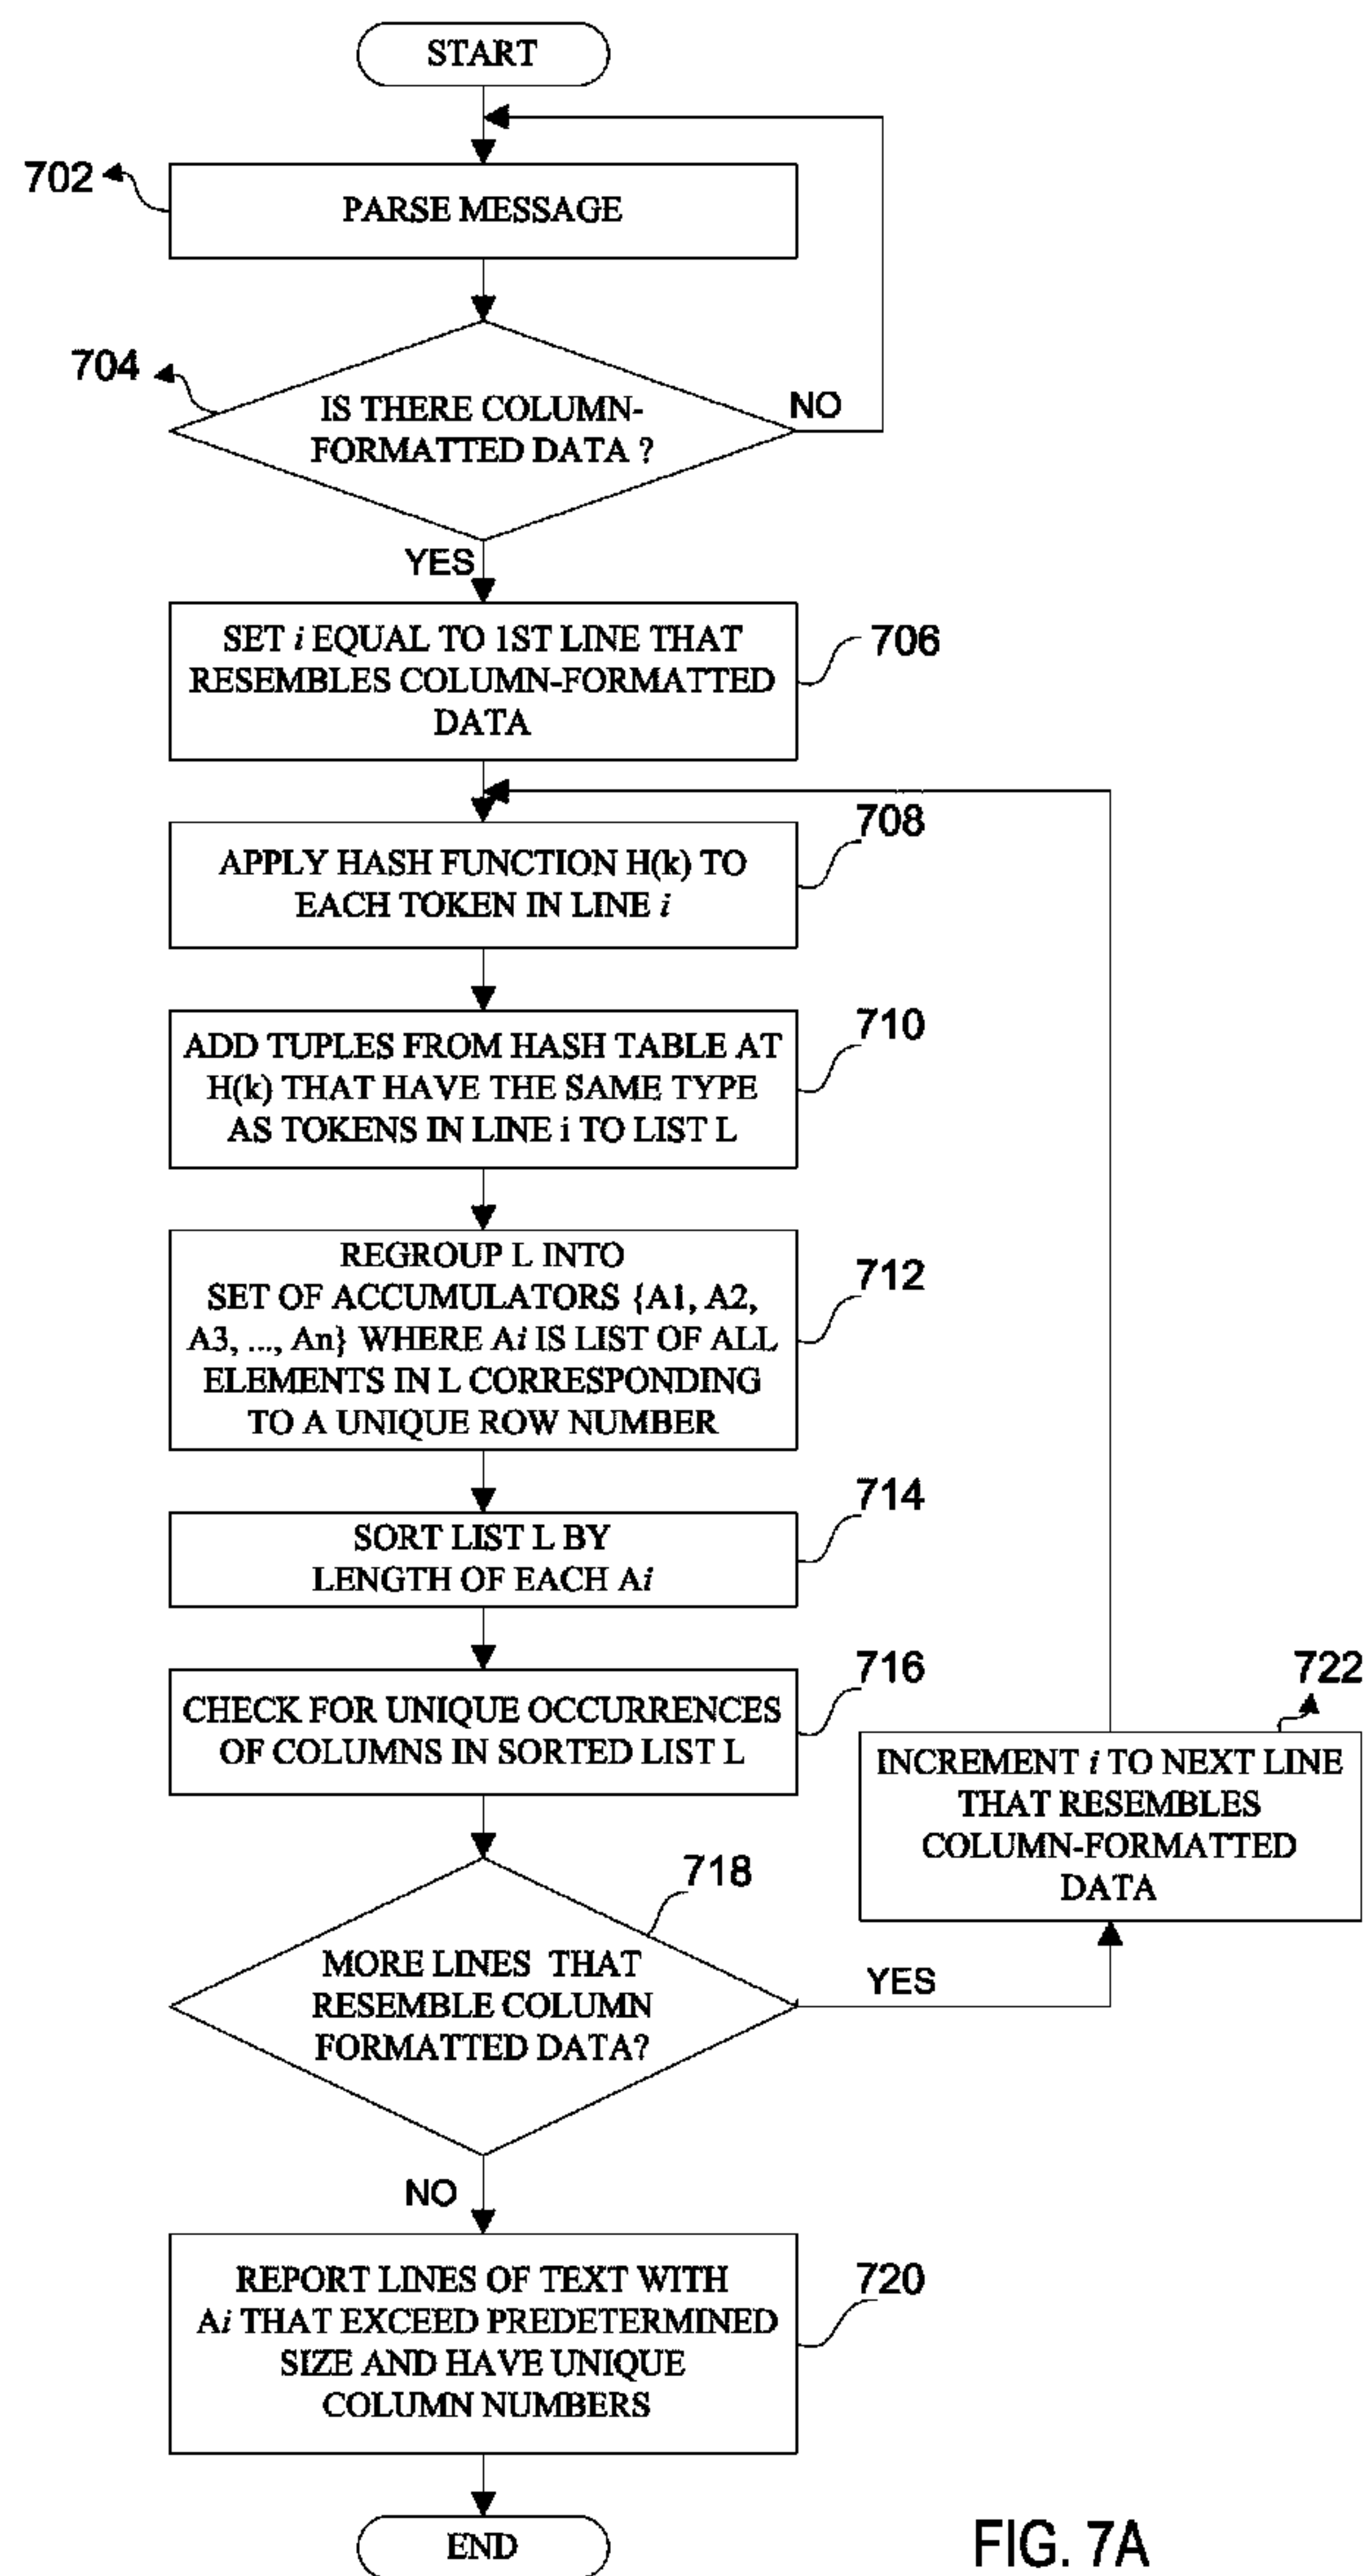 START
702
PARSE MESSAGE
704
IS THERE COLUMN-
FORMATTED DATA ?
NO
YES
SET i EQUAL TO 1ST LINE THAT
RESEMBLES COLUMN-FORMATTED
DATA
706
APPLY HASH FUNCTION H(k) TO
EACH TOKEN IN LINE i
708
ADD TUPLES FROM HASH TABLE AT
H(k) THAT HAVE THE SAME TYPE
AS TOKENS IN LINE i TO LIST L
710
REGROUP L INTO
SET OF ACCUMULATORS {A1, A2,
A3, ..., An} WHERE Ai IS LIST OF ALL
ELEMENTS IN L CORRESPONDING
TO A UNIQUE ROW NUMBER
712
SORT LIST L BY
LENGTH OF EACH Ai
714
CHECK FOR UNIQUE OCCURRENCES
OF COLUMNS IN SORTED LIST L
716
722
INCREMENT i TO NEXT LINE
THAT RESEMBLES
COLUMN-FORMATTED
DATA
718
MORE LINES THAT
RESEMBLE COLUMN
FORMATTED DATA?
YES
NO
REPORT LINES OF TEXT WITH
Ai THAT EXCEED PREDETERMINED
SIZE AND HAVE UNIQUE
COLUMN NUMBERS
720
END
FIG. 7A